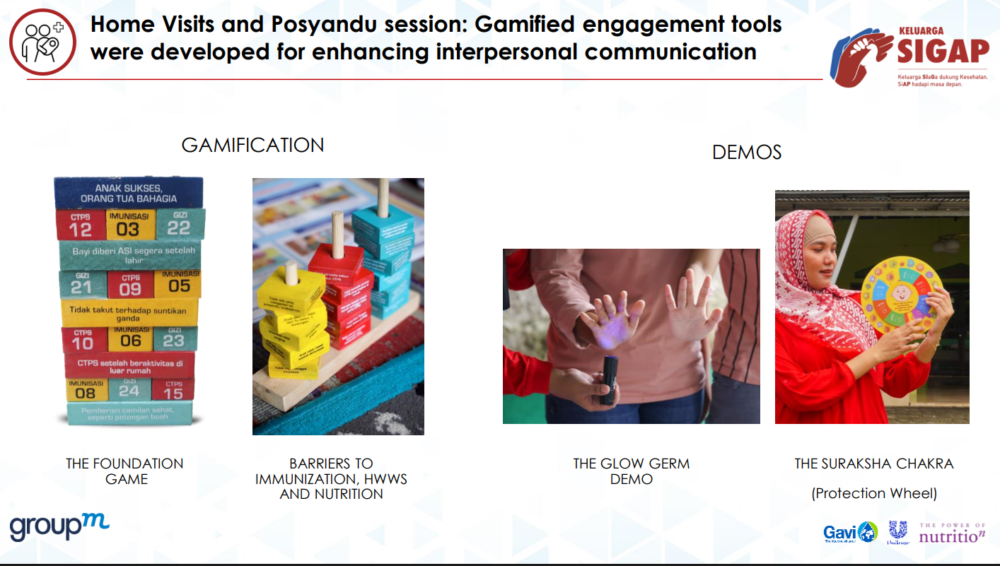 Home Visits and Posyandu session: Gamified engagement tools
were developed for enhancing interpersonal communication
KELUARGA
SIGAP
Keluarga SIaGa dukung Kesehatan.
SiAP hadapi masa depan.
GAMIFICATION
DEMOS
ANAK SUKSES,
ORANG TUA BAHAGIA
CTPS
12
IMUNISASI
03
GIZI
22
Bayi diberi ASI segera setelah
lahir
GIZI
21
CTPS
09
IMUNISASI
05
Tidak takut terhadap suntikan
ganda
CTPS
10
IMUNISASI
06
GIZI
23
CTPS setelah beraktivitas di
luar rumah
IMUNISASI
08
GIZI
24
CTPS
15
Pemberian camilan sehat,
seperti potongan buah
THE FOUNDATION
GAME
BARRIERS TO
IMMUNIZATION, HWWS
AND NUTRITION
THE GLOW GERM
DEMO
THE SURAKSHA CHAKRA
(Protection Wheel)
groupm
Gavi
The Vaccine Alliance
Unilever
THE POWER OF
nutrition